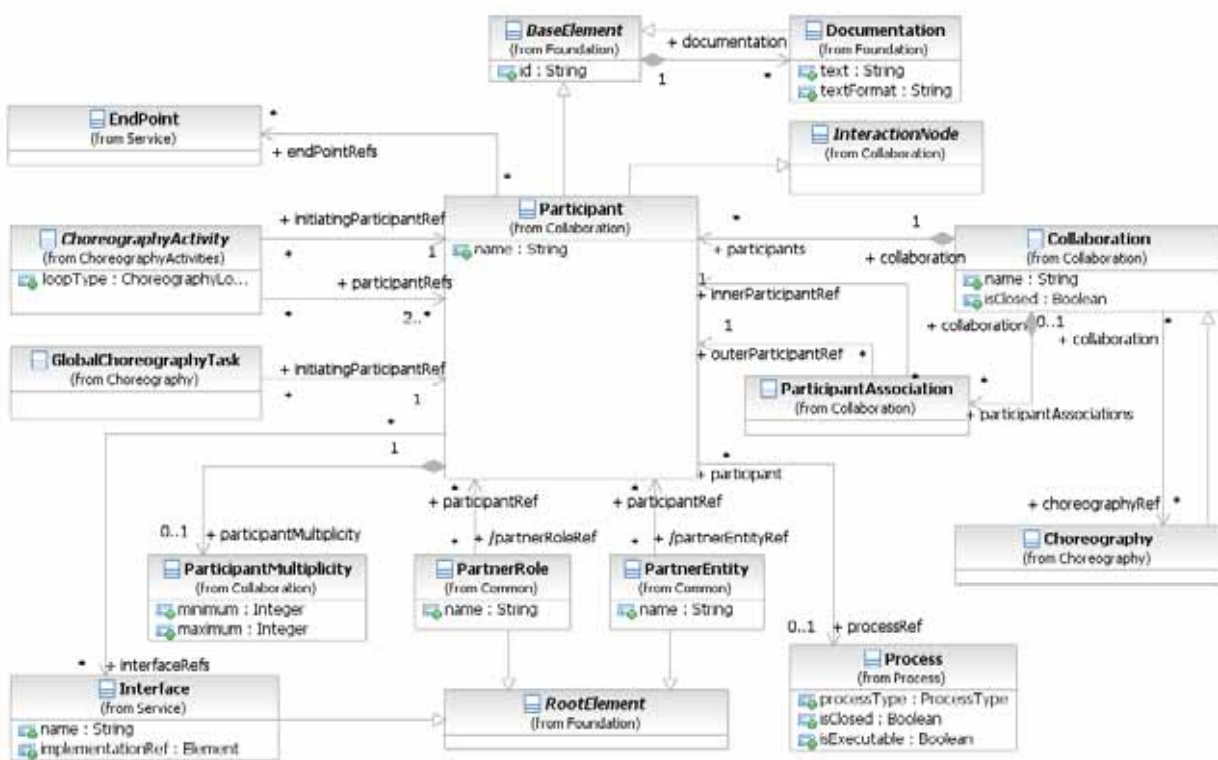 BaseElement
(from Foundation)
id : String
+ documentation
1
*
Documentation
(from Foundation)
text : String
textFormat : String
EndPoint
(from Service)
*
+ endPointRefs
*
InteractionNode
(from Collaboration)
Participant
(from Collaboration)
name : String
ChoreographyActivity
(from ChoreographyActivities)
loopType : ChoreographyLo...
+ initiatingParticipantRef
*
1
+ participantRefs
*
2..*
*
+ participants
1
+ collaboration
Collaboration
(from Collaboration)
name : String
isClosed : Boolean
1
+ innerParticipantRef
+ collaboration
0..1
*
+ collaboration
1
+ outerParticipantRef
*
*
GlobalChoreographyTask
(from Choreography)
+ initiatingParticipantRef
*
1
ParticipantAssociation
(from Collaboration)
*
+ participantAssociations
*
1
*
+ participant
*
+ participantRef
*
+ participantRef
+ choreographyRef
*
0..1
+ participantMultiplicity
*
+ /partnerRoleRef
*
+ /partnerEntityRef
Choreography
(from Choreography)
ParticipantMultiplicity
(from Collaboration)
minimum : Integer
maximum : Integer
PartnerRole
(from Common)
name : String
PartnerEntity
(from Common)
name : String
0..1
+ processRef
*
+ interfaceRefs
Process
(from Process)
processType : ProcessType
isClosed : Boolean
isExecutable : Boolean
Interface
(from Service)
name : String
implementationRef : Element
RootElement
(from Foundation)